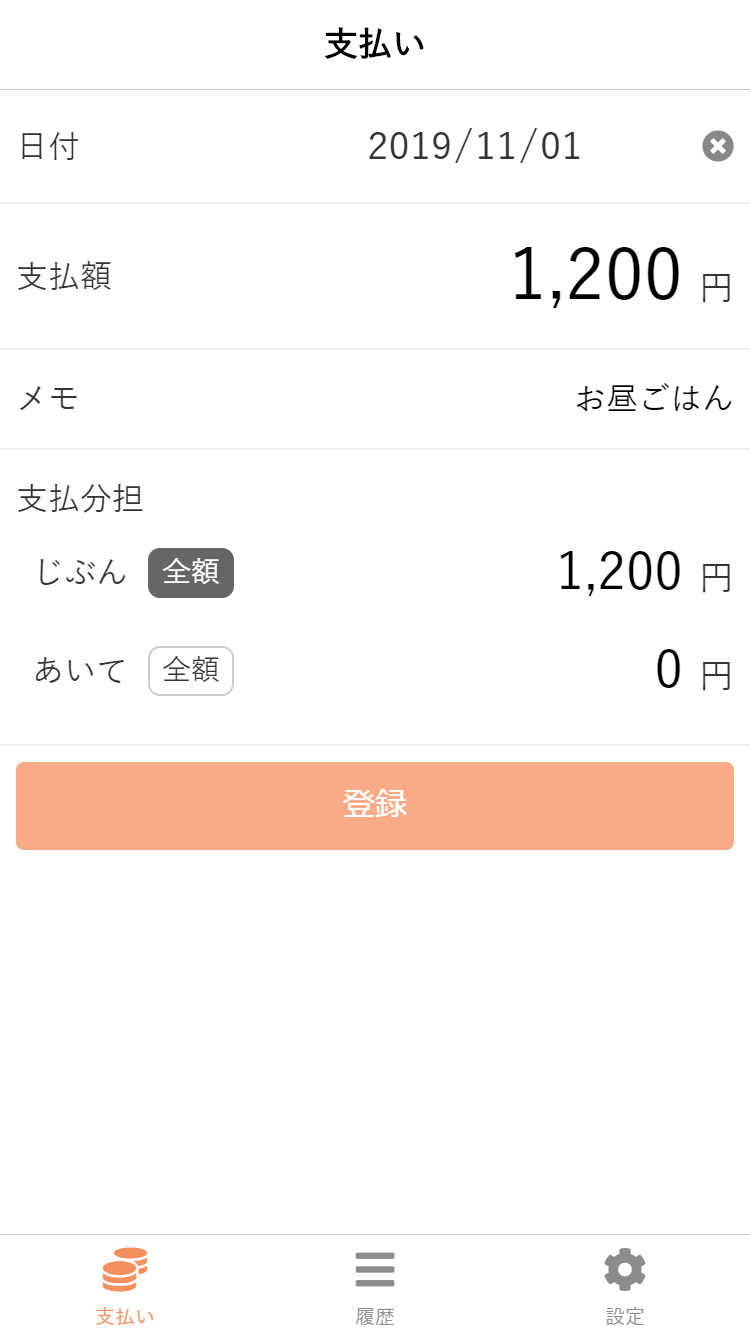 支払い
日付 2019/11/01
支払額 1,200 円
メモ お昼ごはん
支払分担
じぶん 全額 1,200 円
あいて 全額 0 円
登録
支払い 履歴 設定